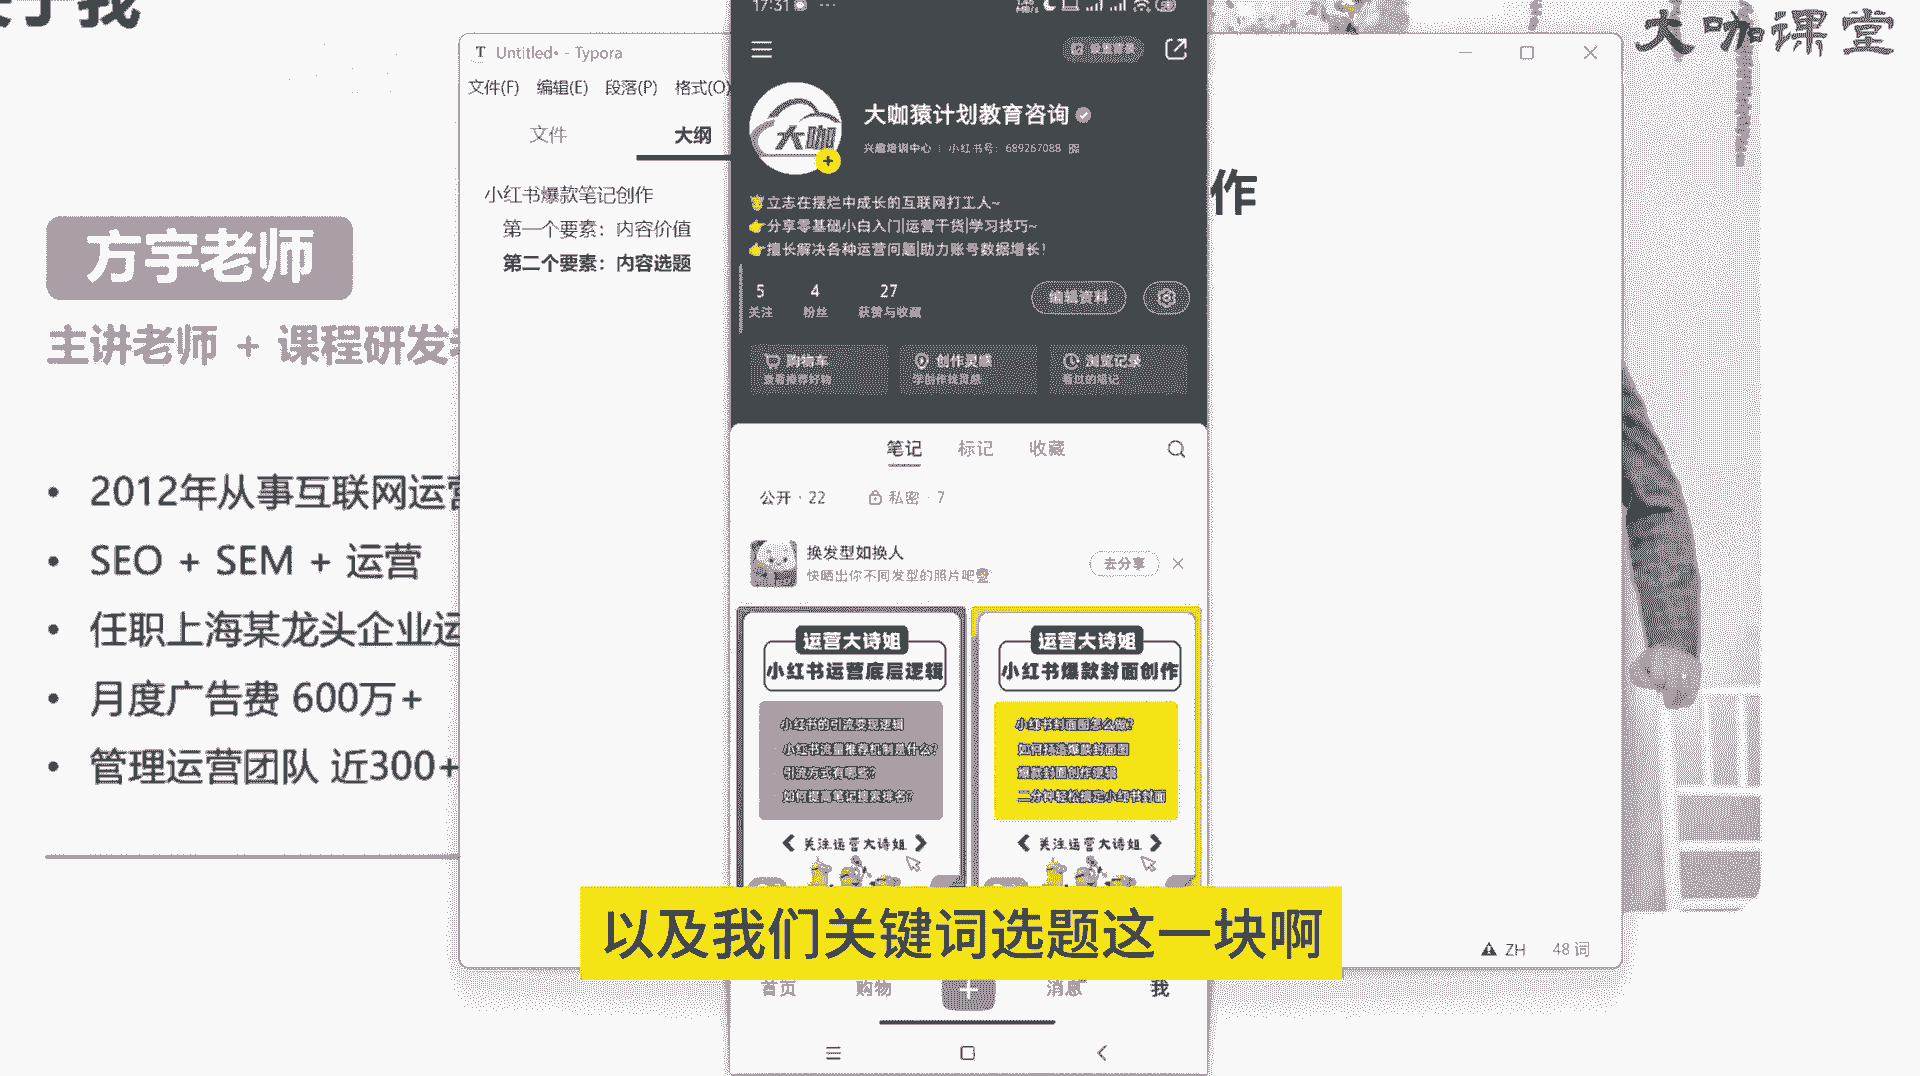 关于我
大咖课堂
方宇老师
主讲老师 + 课程研发
2012年从事互联网运营
SEO + SEM + 运营
任职上海某龙头企业运
月度广告费 600万+
管理运营团队 近300+
Untitled• - Typora
文件(F) 编辑(E) 段落(P) 格式(O)
文件 大纲
小红书爆款笔记创作
第一个要素：内容价值
第二个要素：内容选题
作
ZH 48 词
17:31
大咖
大咖猿计划教育咨询
兴趣培训中心 | 小红书号：689267088
立志在摆烂中成长的互联网打工人~
分享零基础小白入门|运营干货|学习技巧~
擅长解决各种运营问题|助力账号数据增长！
5 4 27
关注 粉丝 获赞与收藏
编辑资料
购物车 创作灵感 浏览记录
查看推荐好物 学创作找灵感 看过的笔记
笔记 标记 收藏
公开 · 22 私密 · 7
换发型如换人
快晒出你不同发型的照片吧
去分享
运营大诗姐
小红书运营底层逻辑
小红书的引流变现逻辑
小红书流量推荐机制是什么？
引流方式有哪些？
如何提高笔记搜索排名？
关注运营大诗姐
运营大诗姐
小红书爆款封面创作
小红书封面图怎么做？
如何打造爆款封面图
爆款封面创作逻辑
二分钟轻松搞定小红书封面
关注运营大诗姐
以及我们关键词选题这一块啊
首页 购物 消息 我